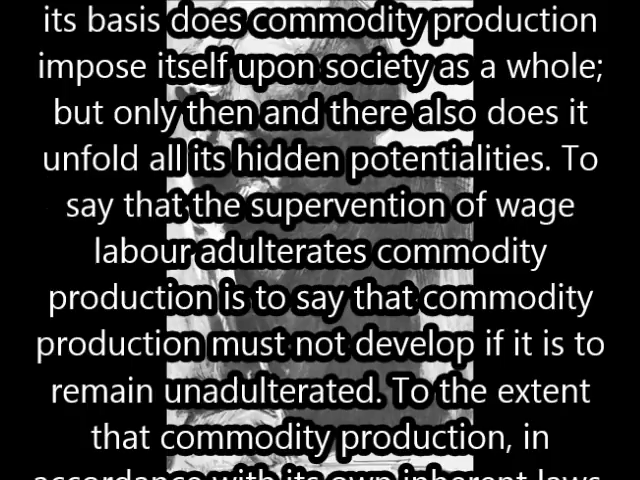 its basis does commodity production
impose itself upon society as a whole;
but only then and there also does it
unfold all its hidden potentialities. To
say that the supervention of wage
labour adulterates commodity
production is to say that commodity
production must not develop if it is to
remain unadulterated. To the extent
that commodity production, in
accordance with its own inherent laws,